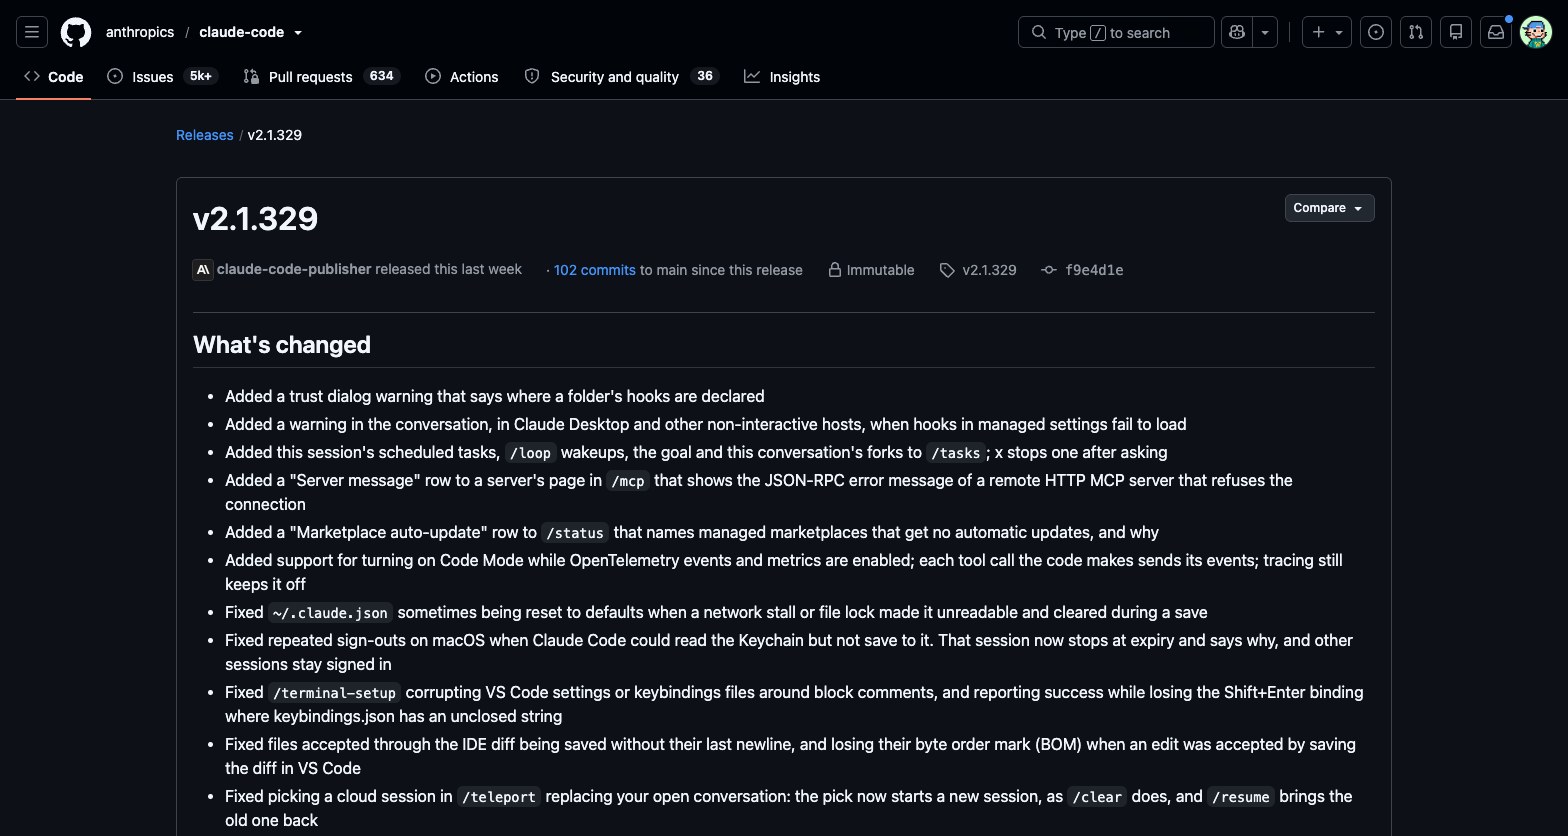 anthropics / claude-code
Type / to search
Code Issues 5k+ Pull requests 634 Actions Security and quality 36 Insights
Releases / v2.1.329
v2.1.329
Compare
claude-code-publisher released this last week · 102 commits to main since this release Immutable v2.1.329 f9e4d1e
What's changed
• Added a trust dialog warning that says where a folder's hooks are declared
• Added a warning in the conversation, in Claude Desktop and other non-interactive hosts, when hooks in managed settings fail to load
• Added this session's scheduled tasks, /loop wakeups, the goal and this conversation's forks to /tasks; x stops one after asking
• Added a "Server message" row to a server's page in /mcp that shows the JSON-RPC error message of a remote HTTP MCP server that refuses the
connection
• Added a "Marketplace auto-update" row to /status that names managed marketplaces that get no automatic updates, and why
• Added support for turning on Code Mode while OpenTelemetry events and metrics are enabled; each tool call the code makes sends its events; tracing still
keeps it off
• Fixed ~/.claude.json sometimes being reset to defaults when a network stall or file lock made it unreadable and cleared during a save
• Fixed repeated sign-outs on macOS when Claude Code could read the Keychain but not save to it. That session now stops at expiry and says why, and other
sessions stay signed in
• Fixed /terminal-setup corrupting VS Code settings or keybindings files around block comments, and reporting success while losing the Shift+Enter binding
where keybindings.json has an unclosed string
• Fixed files accepted through the IDE diff being saved without their last newline, and losing their byte order mark (BOM) when an edit was accepted by saving
the diff in VS Code
• Fixed picking a cloud session in /teleport replacing your open conversation: the pick now starts a new session, as /clear does, and /resume brings the
old one back